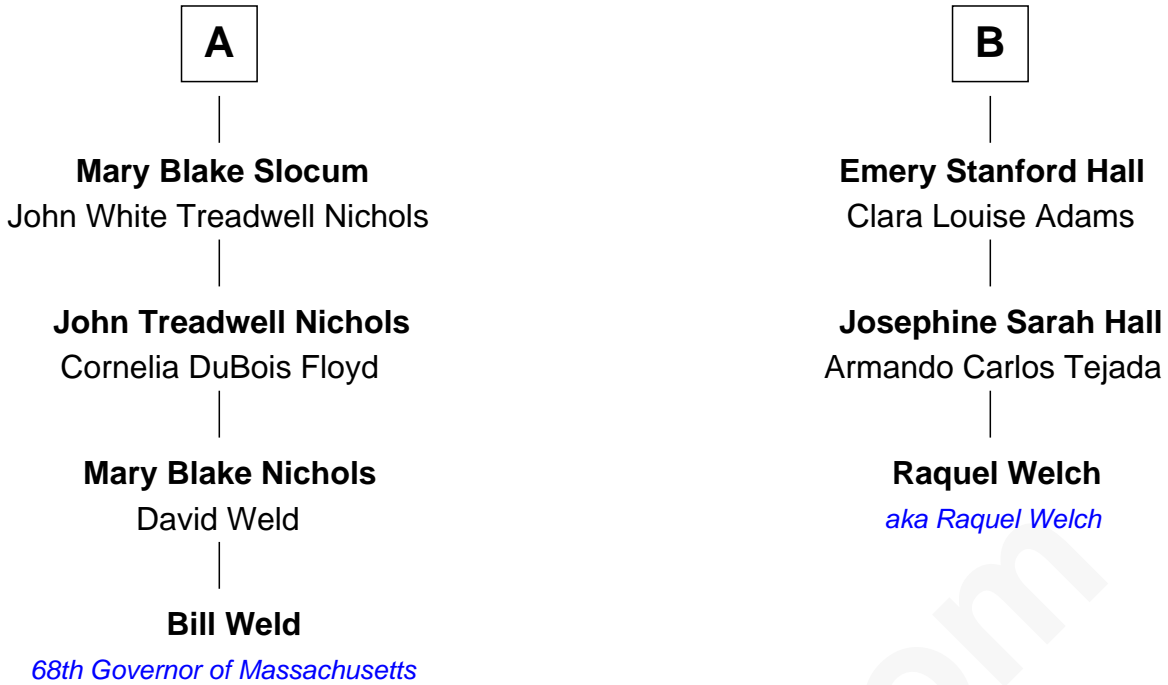 A
Mary Blake Slocum
John White Treadwell Nichols
John Treadwell Nichols
Cornelia DuBois Floyd
Mary Blake Nichols
David Weld
Bill Weld
68th Governor of Massachusetts
B
Emery Stanford Hall
Clara Louise Adams
Josephine Sarah Hall
Armando Carlos Tejada
Raquel Welch
aka Raquel Welch
om